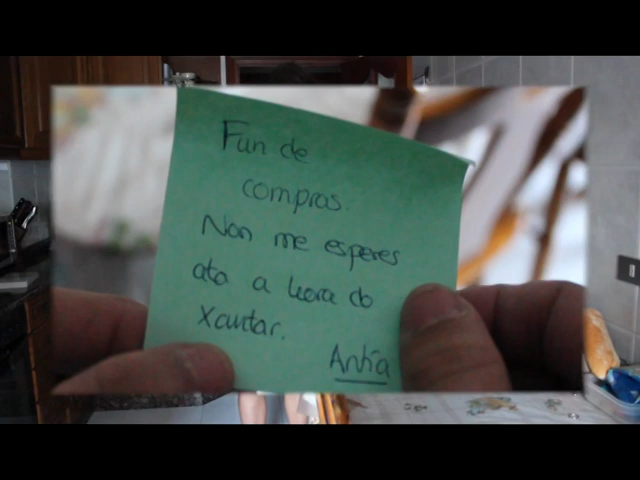 Fun de
compras.
Non me esperes
ata a hora do
xantar.
Antía